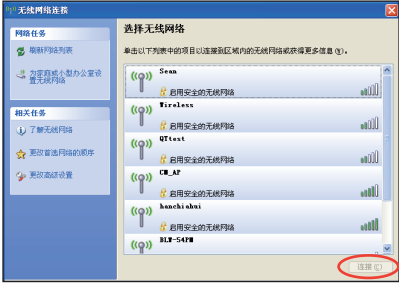 无线网络连接
网络任务
刷新网络列表
为家庭或小型办公室设
置无线网络
相关任务
了解无线网络
更改首选网络的顺序
更改高级设置
选择无线网络
单击以下列表中的项目以连接到区域内的无线网络或获得更多信息(W)。
Sean
启用安全的无线网络
Wireless
启用安全的无线网络
QTtest
启用安全的无线网络
CM_AP
启用安全的无线网络
hanchiahui
启用安全的无线网络
BLW-54PM
连接(C)